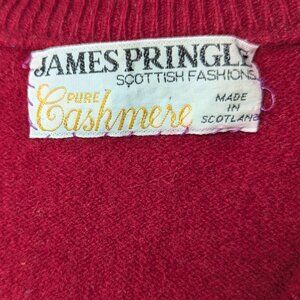 JAMES PRINGLE
SCOTTISH FASHIONS
PURE
Cashmere
MADE
IN
SCOTLAND